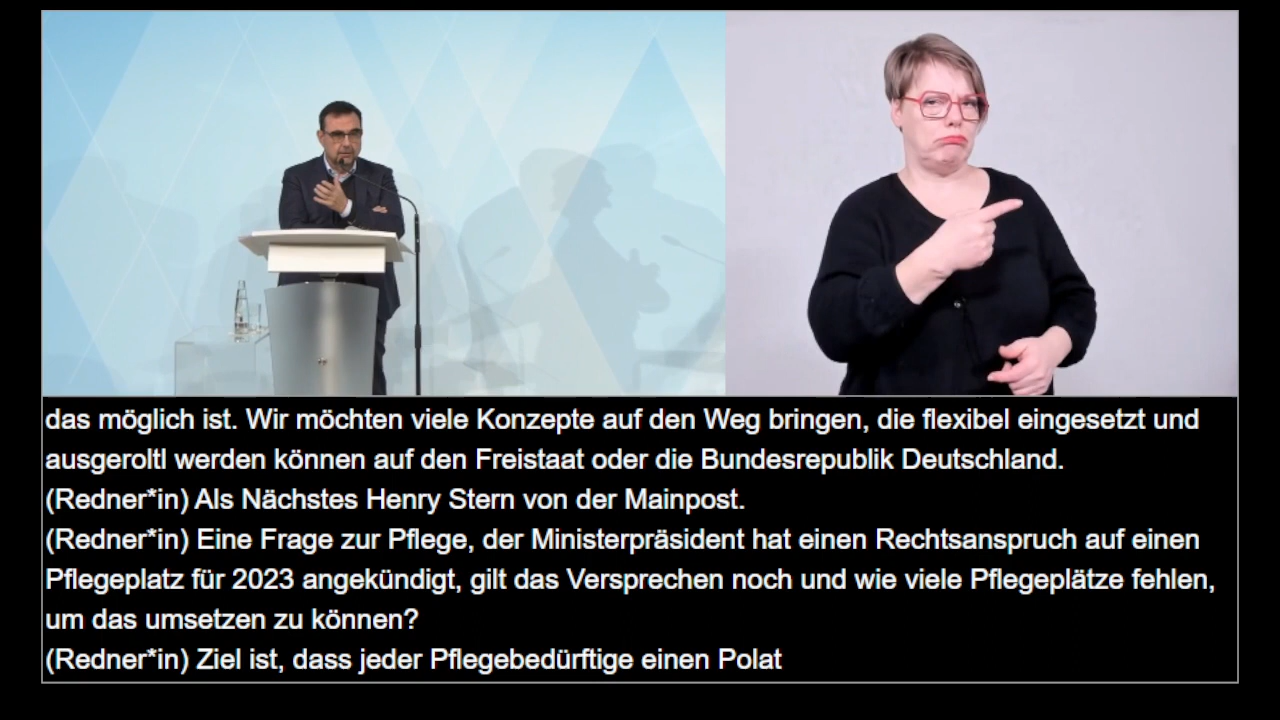 das möglich ist. Wir möchten viele Konzepte auf den Weg bringen, die flexibel eingesetzt und
ausgeroltl werden können auf den Freistaat oder die Bundesrepublik Deutschland.
(Redner*in) Als Nächstes Henry Stern von der Mainpost.
(Redner*in) Eine Frage zur Pflege, der Ministerpräsident hat einen Rechtsanspruch auf einen
Pflegeplatz für 2023 angekündigt, gilt das Versprechen noch und wie viele Pflegeplätze fehlen,
um das umsetzen zu können?
(Redner*in) Ziel ist, dass jeder Pflegebedürftige einen Polat